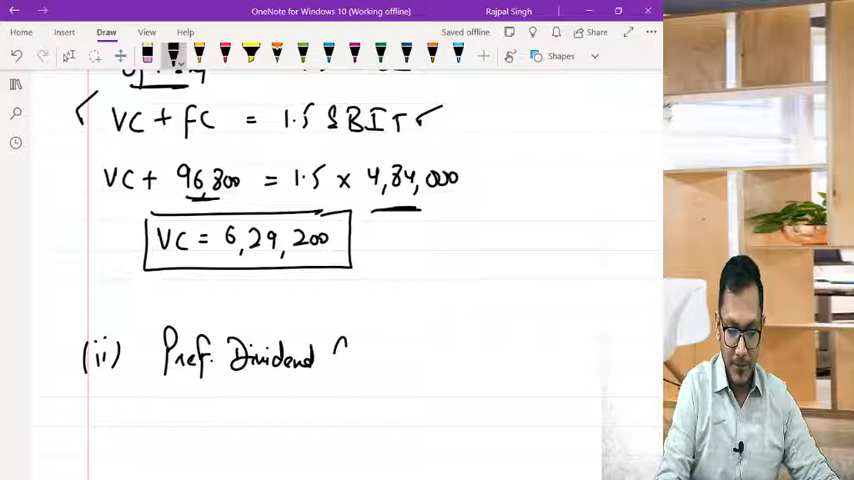 OneNote for Windows 10 (Working offline)
Rajpal Singh
Home Insert Draw View Help
Saved offline Share
Shapes
VC + FC = 1.5 EBIT
VC + 96,800 = 1.5 x 4,84,000
VC = 6,29,200
(ii) Pref. Dividend